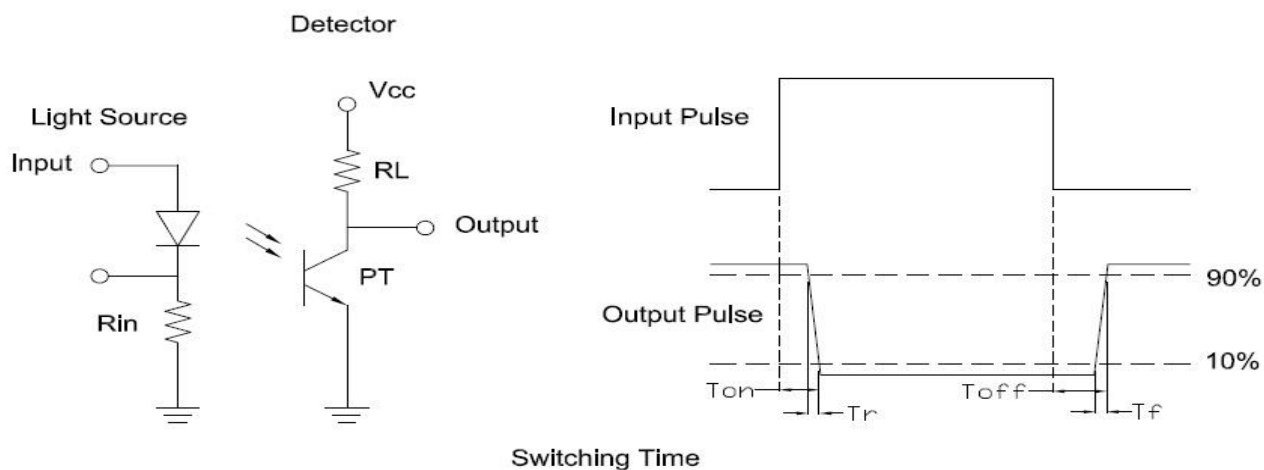 Detector
Vcc
Light Source
Input
RL
Output
PT
Rin
Input Pulse
90%
Output Pulse
10%
Ton
Tr
Toff
Tf
Switching Time